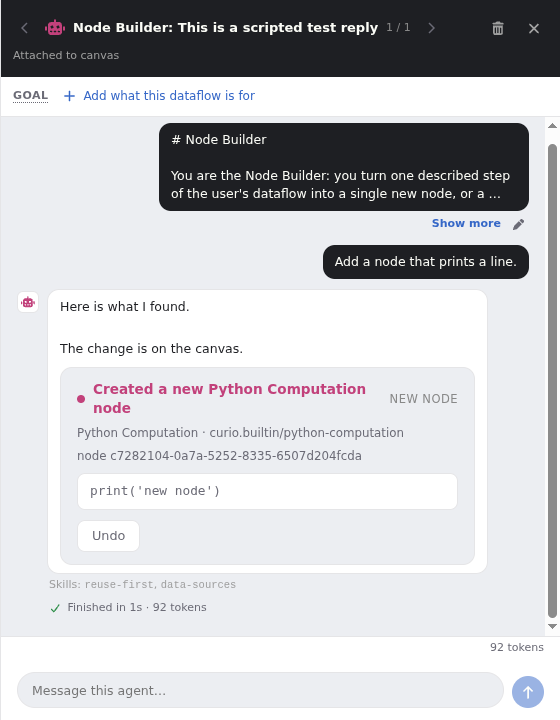 Node Builder: This is a scripted test reply 1 / 1
Attached to canvas
GOAL + Add what this dataflow is for
# Node Builder
You are the Node Builder: you turn one described step
of the user's dataflow into a single new node, or a ...
Show more
Add a node that prints a line.
Here is what I found.
The change is on the canvas.
Created a new Python Computation
node
NEW NODE
Python Computation · curio.builtin/python-computation
node c7282104-0a7a-5252-8335-6507d204fcda
print('new node')
Undo
Skills: reuse-first, data-sources
Finished in 1s · 92 tokens
92 tokens
Message this agent...